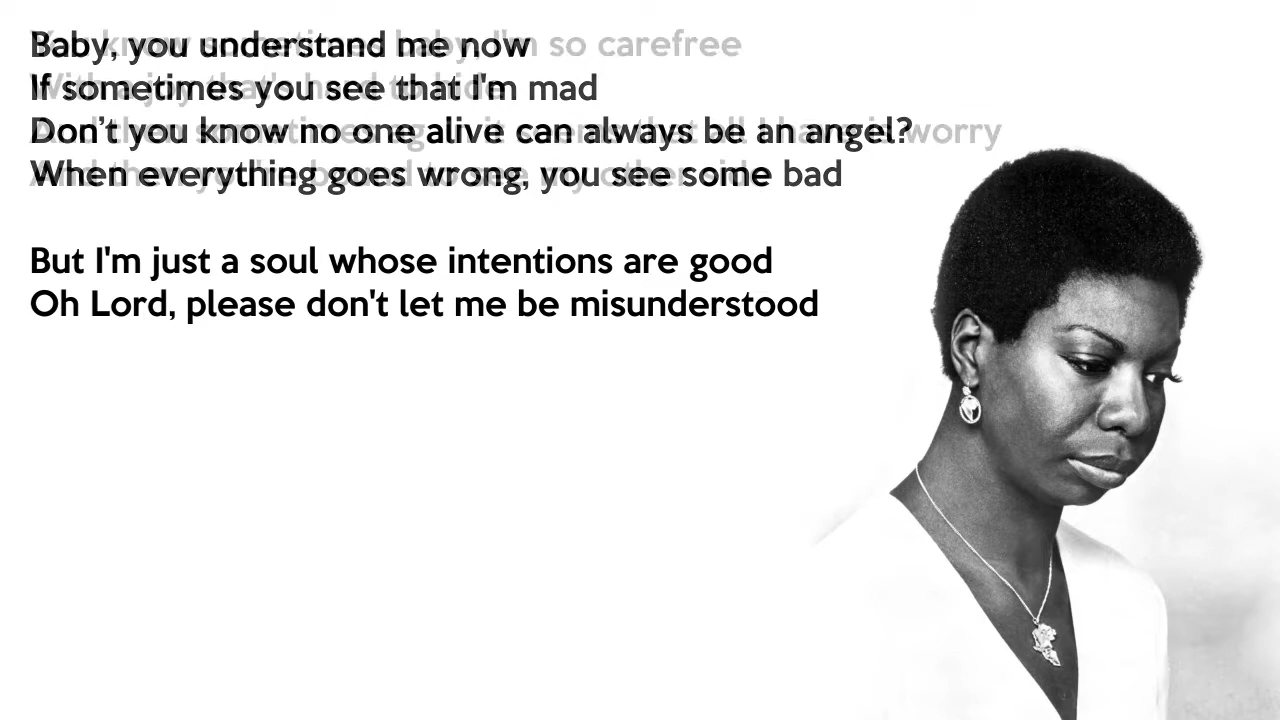 Baby, you understand me now
If sometimes you see that I'm mad
Don't you know no one alive can always be an angel?
When everything goes wrong, you see some bad
But I'm just a soul whose intentions are good
Oh Lord, please don't let me be misunderstood
so carefree
worry